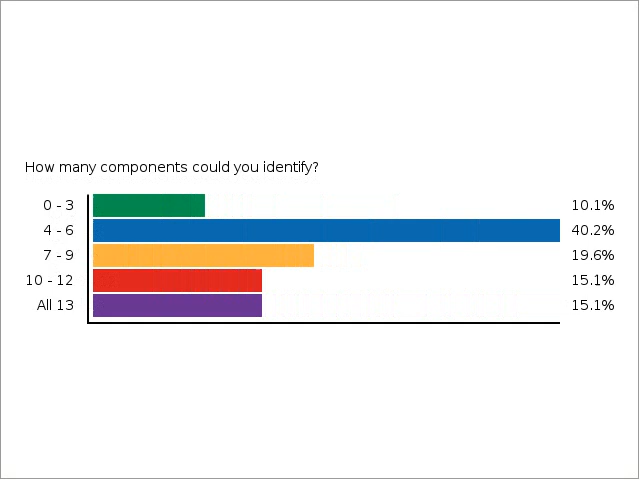 How many components could you identify?
0 - 3 10.1%
4 - 6 40.2%
7 - 9 19.6%
10 - 12 15.1%
All 13 15.1%